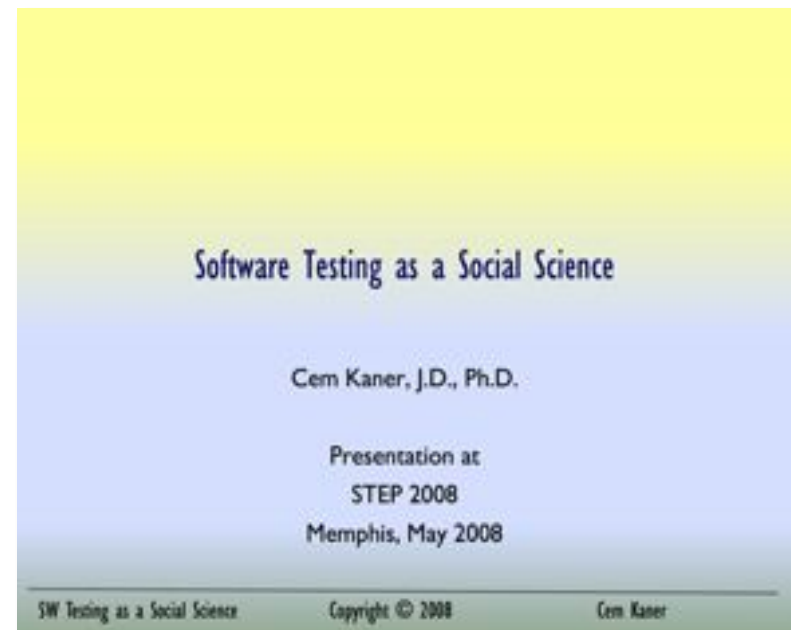 Software Testing as a Social Science
Cem Kaner, J.D., Ph.D.
Presentation at
STEP 2008
Memphis, May 2008
SW Testing as a Social Science Copyright © 2008 Cem Kaner